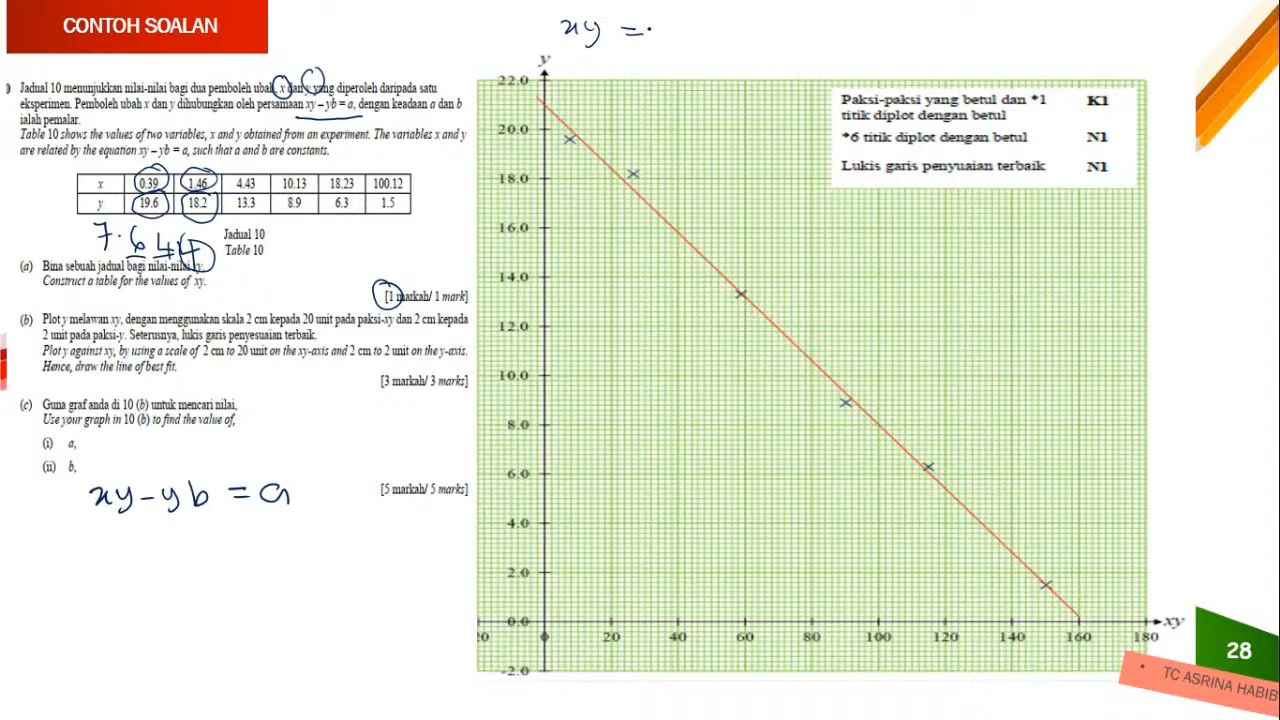 CONTOH SOALAN
xy =
Jadual 10 menunjukkan nilai-nilai bagi dua pemboleh ubah, x dan y yang diperoleh daripada satu
eksperimen. Pemboleh ubah x dan y dihubungkan oleh persamaan xy – yb = a, dengan keadaan a dan b
ialah pemalar.
Table 10 shows the values of two variables, x and y obtained from an experiment. The variables x and y
are related by the equation xy – yb = a, such that a and b are constants.
x 0.39 1.46 4.43 10.13 18.23 100.12
y 19.6 18.2 13.3 8.9 6.3 1.5
7.644
Jadual 10
Table 10
(a) Bina sebuah jadual bagi nilai-nilai xy.
Construct a table for the values of xy.
[1 markah/ 1 mark]
(b) Plot y melawan xy, dengan menggunakan skala 2 cm kepada 20 unit pada paksi-xy dan 2 cm kepada
2 unit pada paksi-y. Seterusnya, lukis garis penyesuaian terbaik.
Plot y against xy, by using a scale of 2 cm to 20 unit on the xy-axis and 2 cm to 2 unit on the y-axis.
Hence, draw the line of best fit.
[3 markah/ 3 marks]
(c) Guna graf anda di 10 (b) untuk mencari nilai,
Use your graph in 10 (b) to find the value of,
(i) a,
(ii) b,
[5 markah/ 5 marks]
xy – yb = a
y
22.0
20.0
18.0
16.0
14.0
12.0
10.0
8.0
6.0
4.0
2.0
0.0
-2.0
20 0 20 40 60 80 100 120 140 160 180
xy
Paksi-paksi yang betul dan *1 K1
titik diplot dengan betul
*6 titik diplot dengan betul N1
Lukis garis penyuaian terbaik N1
28
• TC ASRINA HABIB